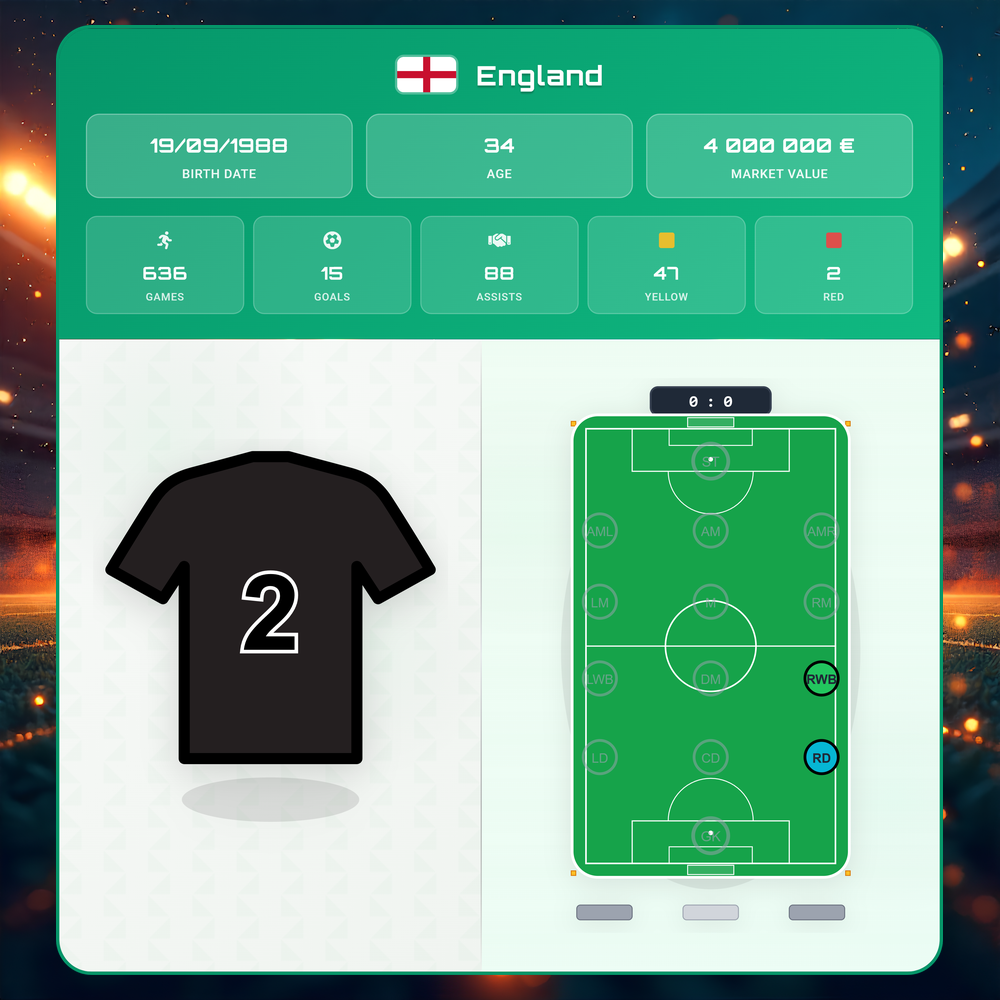 England
19/09/1988
BIRTH DATE
34
AGE
4 000 000 €
MARKET VALUE
636
GAMES
15
GOALS
88
ASSISTS
47
YELLOW
2
RED
2
0 : 0
ST
AML
AM
AMR
LM
M
RM
LWB
DM
RWB
LD
CD
RD
GK